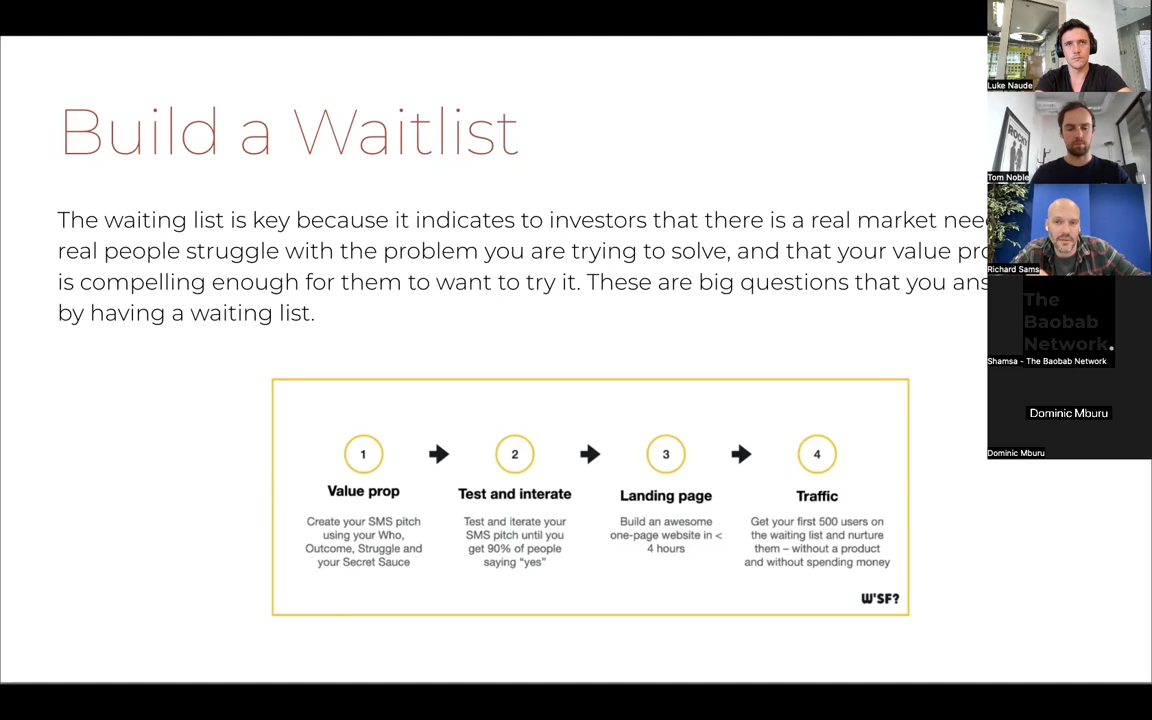 Build a Waitlist
The waiting list is key because it indicates to investors that there is a real market
real people struggle with the problem you are trying to solve, and that your value
is compelling enough for them to want to try it. These are big questions that you
by having a waiting list.
1
2
3
4
Value prop
Create your SMS pitch
using your Who,
Outcome, Struggle and
your Secret Sauce
Test and interate
Test and iterate your
SMS pitch until you
get 90% of people
saying “yes”
Landing page
Build an awesome
one-page website in <
4 hours
Traffic
Get your first 500 users on
the waiting list and nurture
them – without a product
and without spending money
W'SF?
Luke Naude
ROCKY
Tom Noble
Richard Sams
The
Baobab
Network.
Shamsa - The Baobab Network
Dominic Mburu
Dominic Mburu